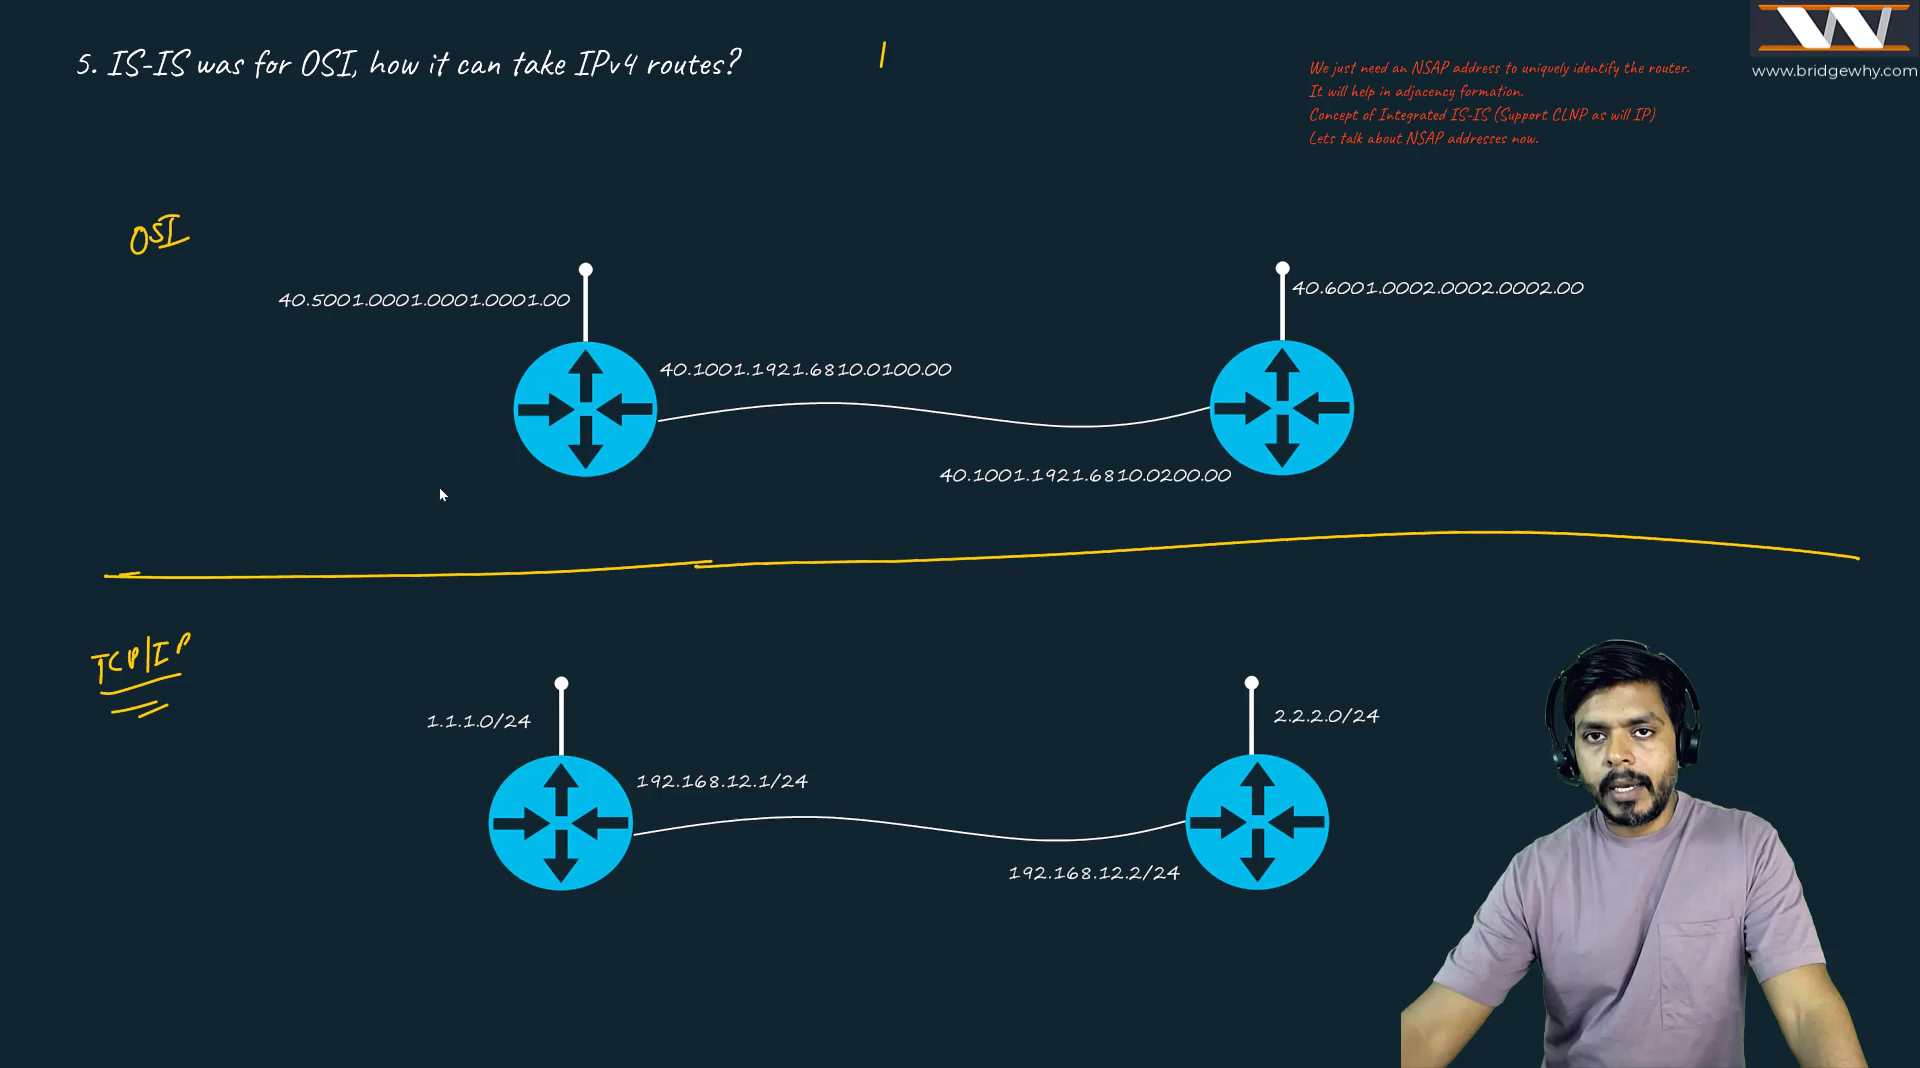 5. IS-IS was for OSI, how it can take IPv4 routes?
We just need an NSAP address to uniquely identify the router.
It will help in adjacency formation.
Concept of Integrated IS-IS (Support CLNP as will IP)
Lets talk about NSAP addresses now.
www.bridgewhy.com
OSI
40.5001.0001.0001.0001.00
40.6001.0002.0002.0002.00
40.1001.1921.6810.0100.00
40.1001.1921.6810.0200.00
TCP/IP
1.1.1.0/24
2.2.2.0/24
192.168.12.1/24
192.168.12.2/24